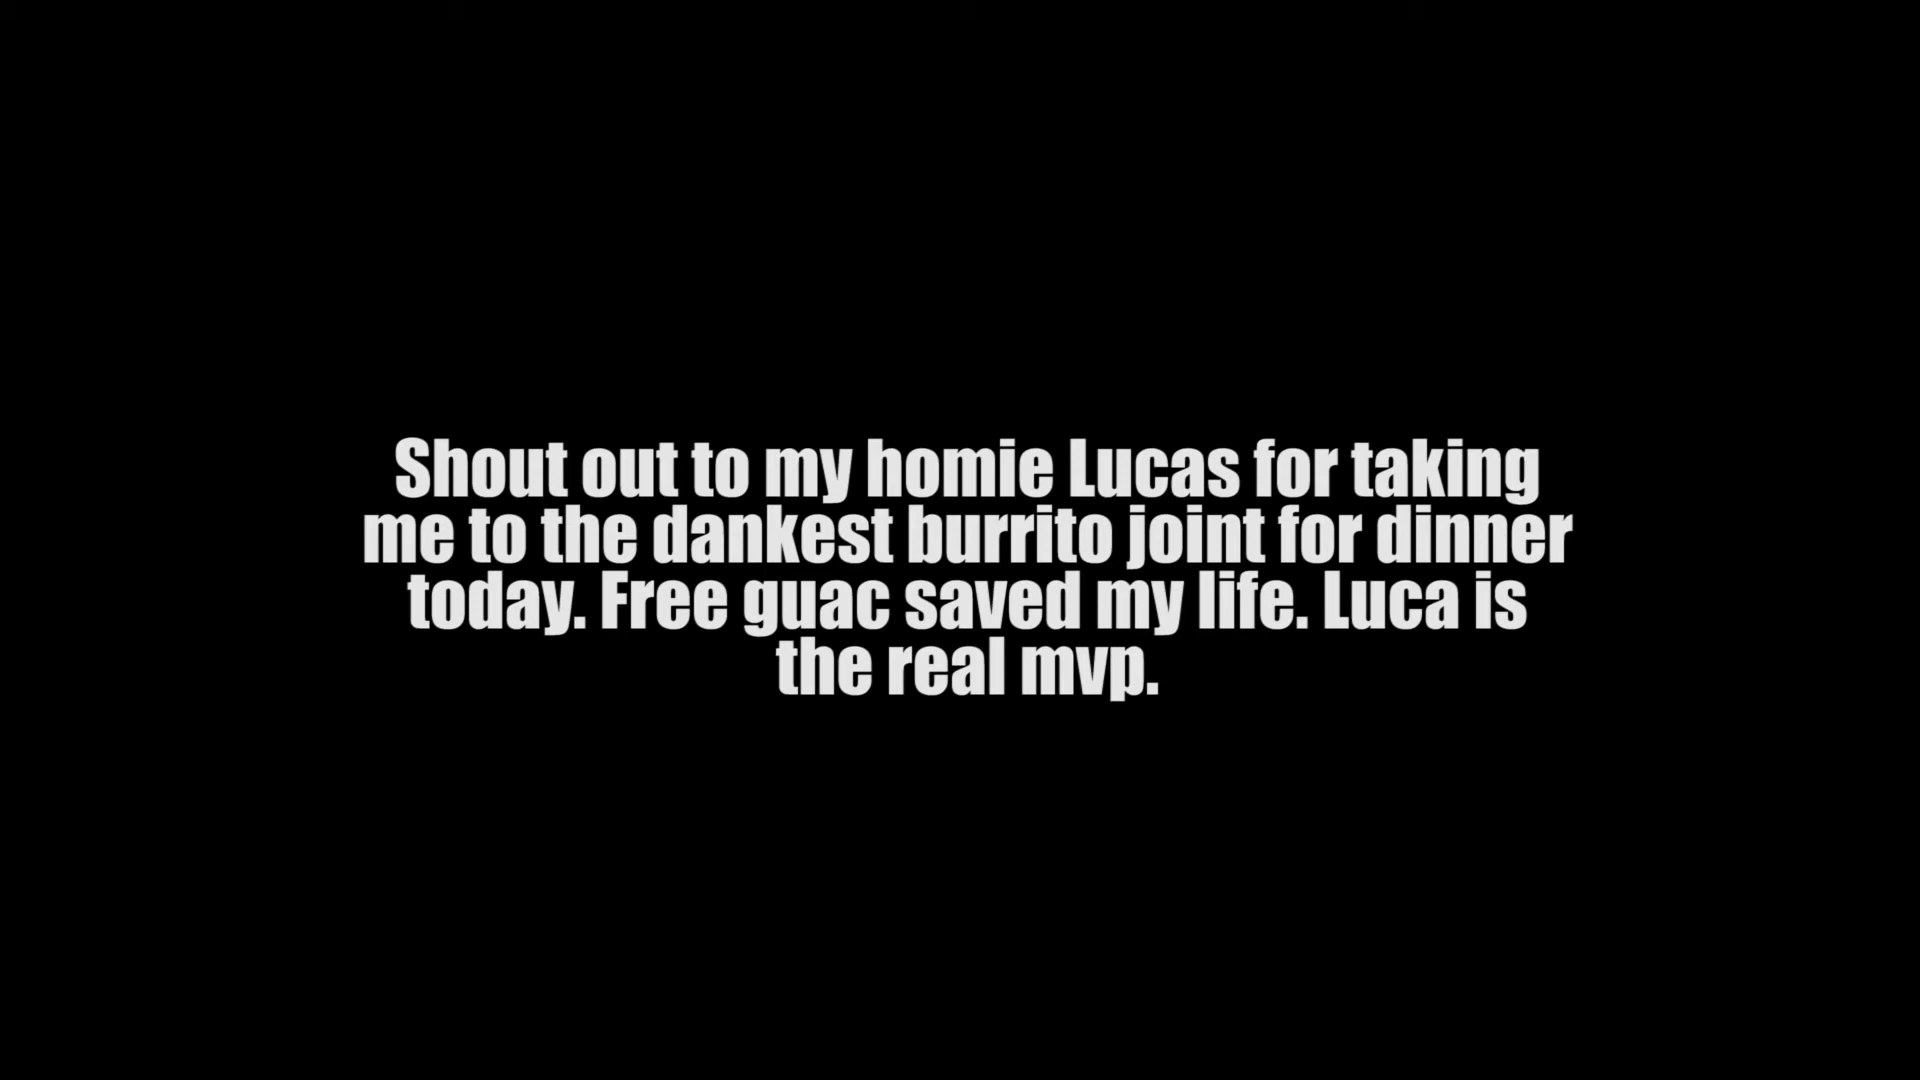 Shout out to my homie Lucas for taking
me to the dankest burrito joint for dinner
today. Free guac saved my life. Luca is
the real mvp.